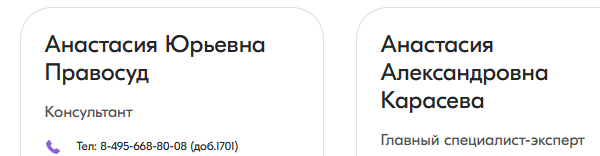 Анастасия Юрьевна
Правосуд
Консультант
Тел: 8-495-668-80-08 (доб.1701)
Анастасия
Александровна
Карасева
Главный специалист-эксперт